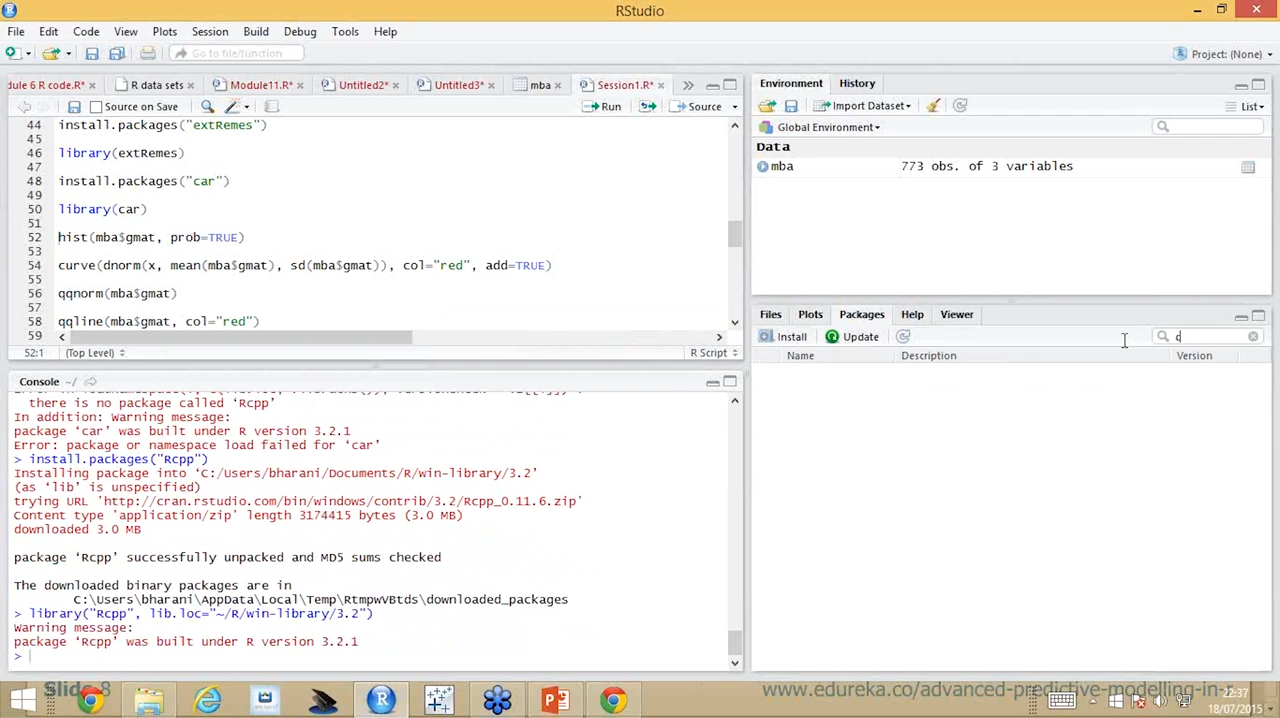 RStudio
File Edit Code View Plots Session Build Debug Tools Help
Go to file/function
Project: (None)
dule 6 R code.R* R data sets Module11.R* Untitled2* Untitled3* mba Session1.R*
Source on Save Run Source
44 install.packages("extRemes")
45
46 library(extRemes)
47
48 install.packages("car")
49
50 library(car)
51
52 hist(mba$gmat, prob=TRUE)
53
54 curve(dnorm(x, mean(mba$gmat), sd(mba$gmat)), col="red", add=TRUE)
55
56 qqnorm(mba$gmat)
57
58 qqline(mba$gmat, col="red")
59
52:1 (Top Level) R Script
Console ~/
there is no package called ‘Rcpp’
In addition: Warning message:
package ‘car’ was built under R version 3.2.1
Error: package or namespace load failed for ‘car’
> install.packages("Rcpp")
Installing package into ‘C:/Users/bharani/Documents/R/win-library/3.2’
(as ‘lib’ is unspecified)
trying URL 'http://cran.rstudio.com/bin/windows/contrib/3.2/Rcpp_0.11.6.zip'
Content type 'application/zip' length 3174415 bytes (3.0 MB)
downloaded 3.0 MB
package ‘Rcpp’ successfully unpacked and MD5 sums checked
The downloaded binary packages are in
C:\Users\bharani\AppData\Local\Temp\RtmpwVBtds\downloaded_packages
> library("Rcpp", lib.loc="~/R/win-library/3.2")
Warning message:
package ‘Rcpp’ was built under R version 3.2.1
>
Environment History
Import Dataset List
Global Environment
Data
mba 773 obs. of 3 variables
Files Plots Packages Help Viewer
Install Update c
Name Description Version
Slide 8
www.edureka.co/advanced-predictive-modelling-in-r
22:37
18/07/2015